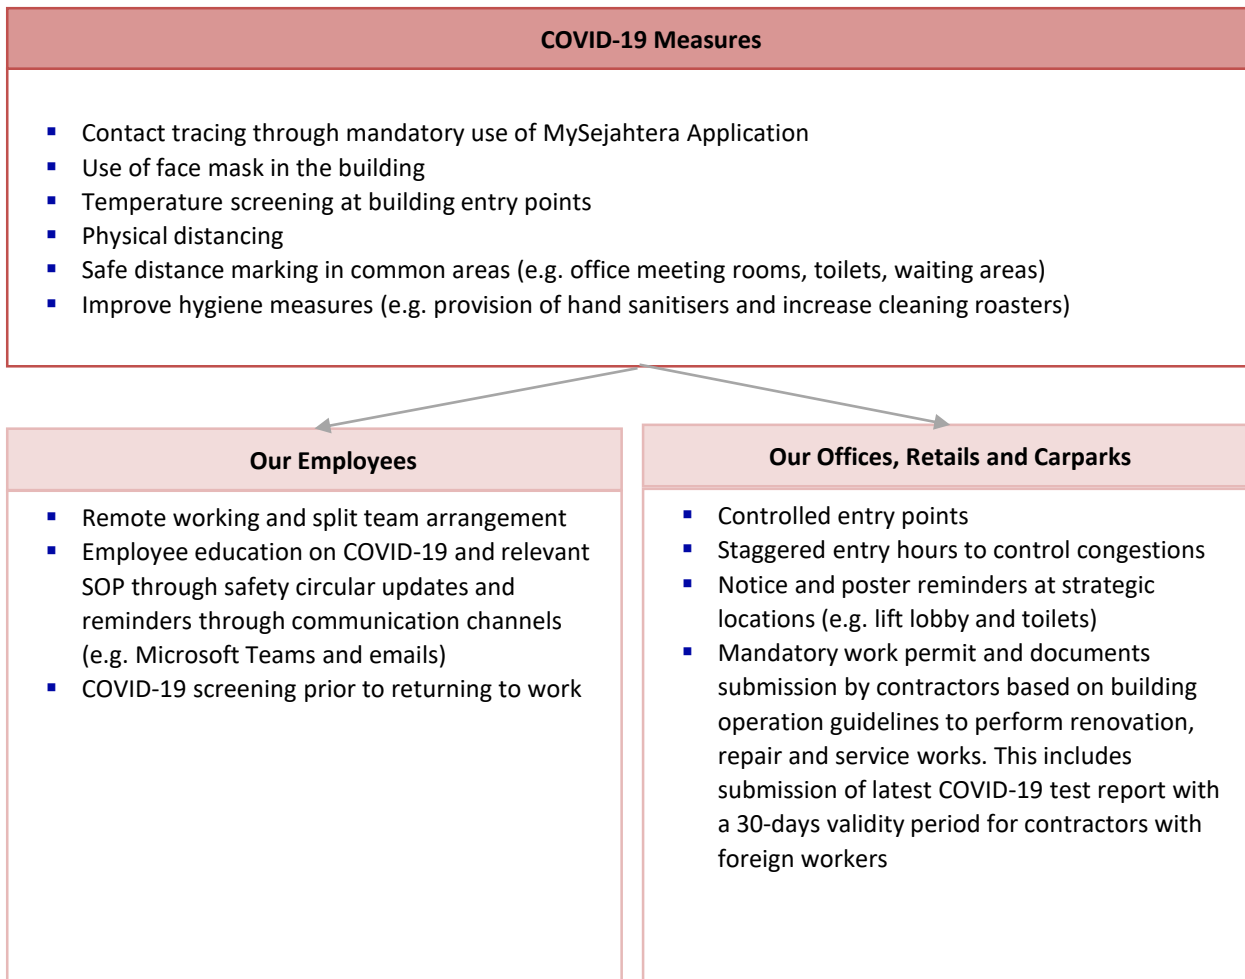 COVID-19 Measures
▪ Contact tracing through mandatory use of MySejahtera Application
▪ Use of face mask in the building
▪ Temperature screening at building entry points
▪ Physical distancing
▪ Safe distance marking in common areas (e.g. office meeting rooms, toilets, waiting areas)
▪ Improve hygiene measures (e.g. provision of hand sanitisers and increase cleaning roasters)
Our Employees
▪ Remote working and split team arrangement
▪ Employee education on COVID-19 and relevant
SOP through safety circular updates and
reminders through communication channels
(e.g. Microsoft Teams and emails)
▪ COVID-19 screening prior to returning to work
Our Offices, Retails and Carparks
▪ Controlled entry points
▪ Staggered entry hours to control congestions
▪ Notice and poster reminders at strategic
locations (e.g. lift lobby and toilets)
▪ Mandatory work permit and documents
submission by contractors based on building
operation guidelines to perform renovation,
repair and service works. This includes
submission of latest COVID-19 test report with
a 30-days validity period for contractors with
foreign workers